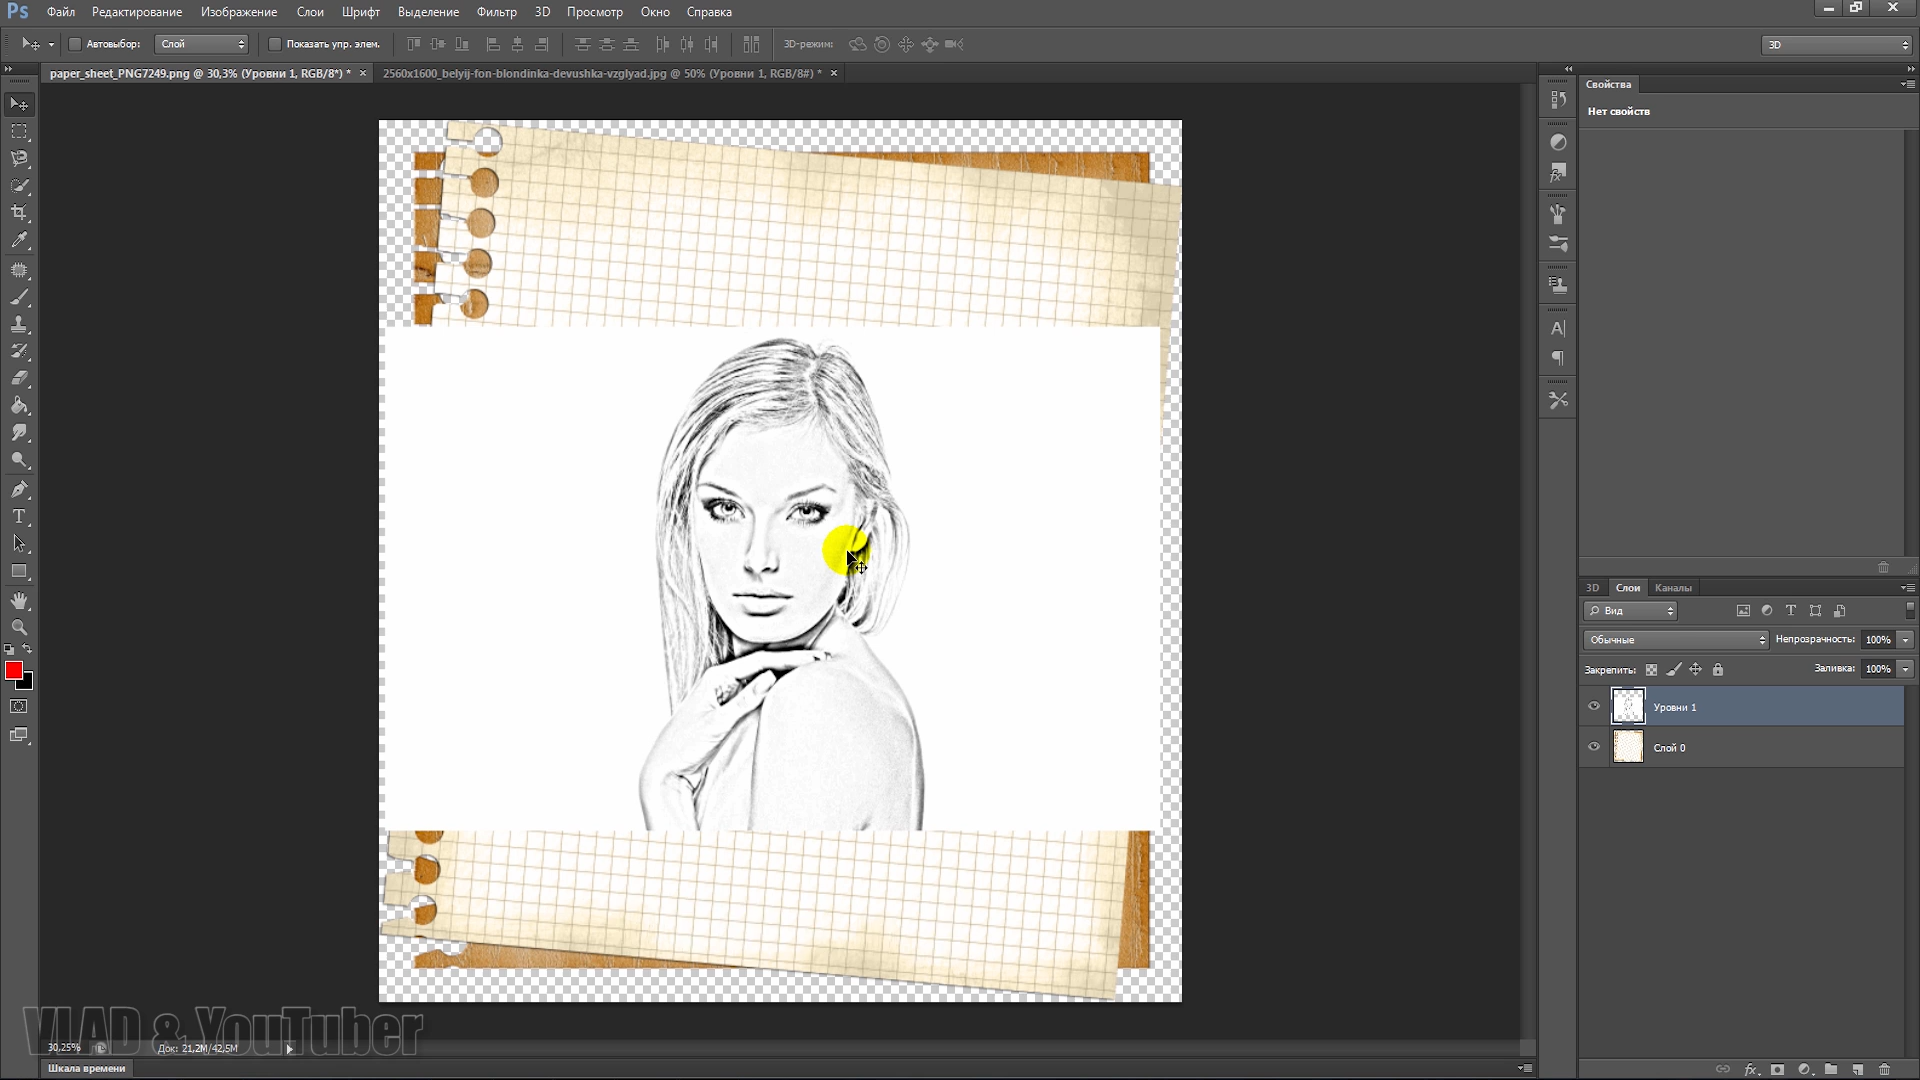 Ps Файл Редактирование Изображение Слои Шрифт Выделение Фильтр 3D Просмотр Окно Справка
Автовыбор: Слой Показать упр. элем. 3D-режим: 3D
paper_sheet_PNG7249.png @ 30,3% (Уровни 1, RGB/8*) * × 2560x1600_belyij-fon-blondinka-devushka-vzglyad.jpg @ 50% (Уровни 1, RGB/8#) * ×
Свойства
Нет свойств
3D Слои Каналы
Вид
Обычные Непрозрачность: 100%
Закрепить: Заливка: 100%
Уровни 1
Слой 0
VLAD & YouTuber
30,25% Док: 21,2M/42,5M
Шкала времени